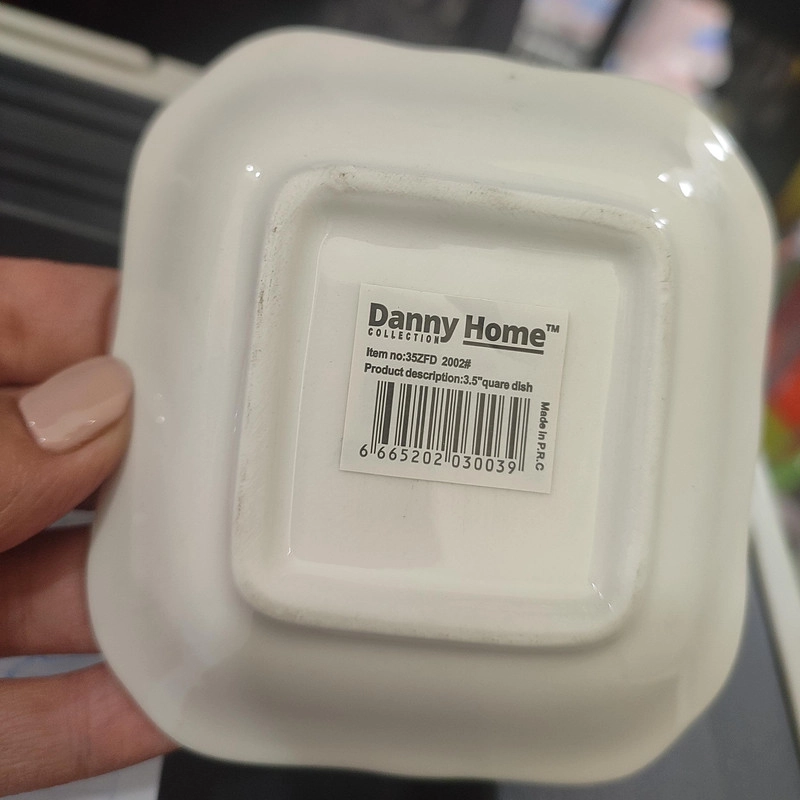 Danny Home™
COLLECTION
Item no:35ZFD 2002#
Product description:3.5"quare dish
6 665202 030039
Made in P.R.C